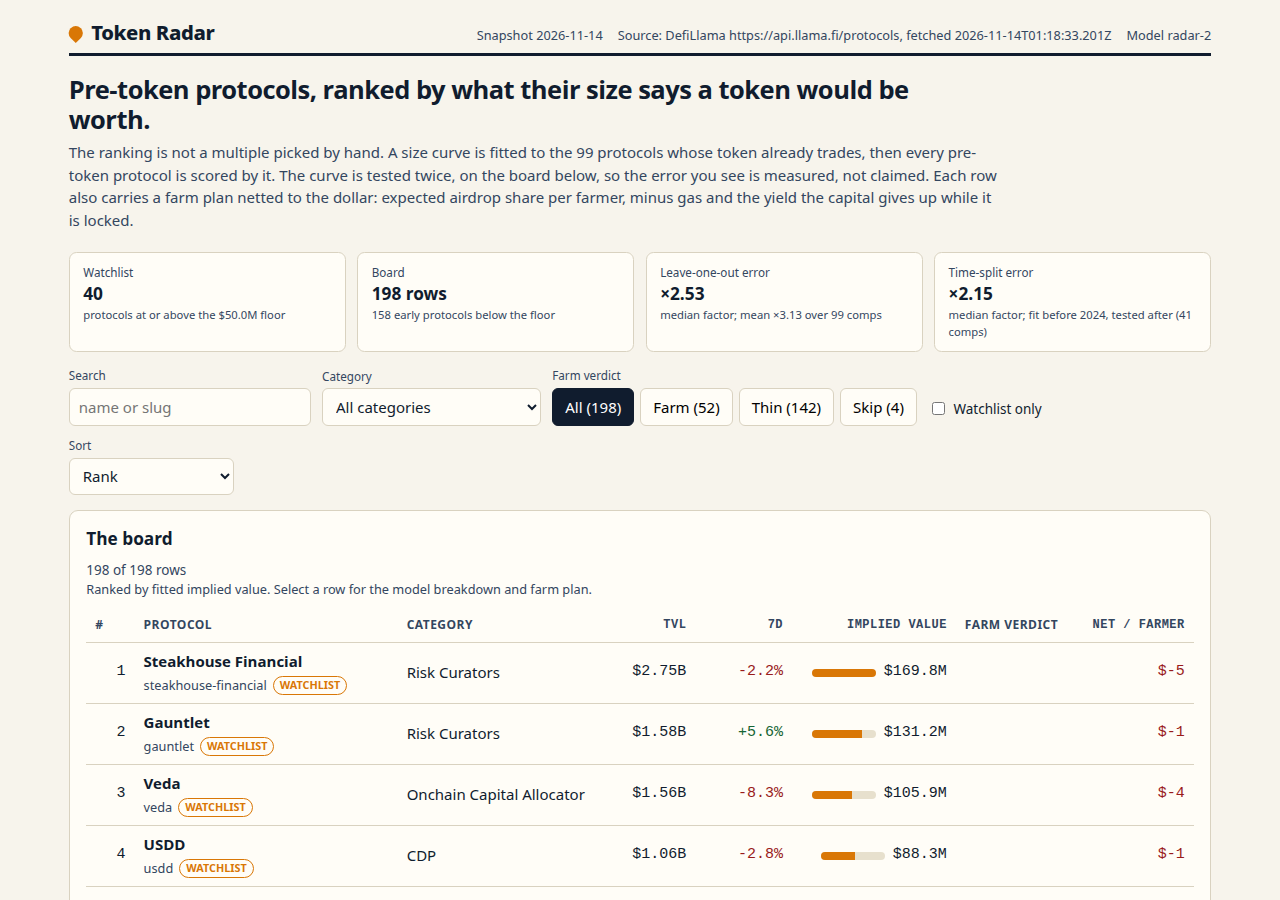 Token Radar
Snapshot 2026-11-14 Source: DefiLlama https://api.llama.fi/protocols, fetched 2026-11-14T01:18:33.201Z Model radar-2
Pre-token protocols, ranked by what their size says a token would be
worth.
The ranking is not a multiple picked by hand. A size curve is fitted to the 99 protocols whose token already trades, then every pre-
token protocol is scored by it. The curve is tested twice, on the board below, so the error you see is measured, not claimed. Each row
also carries a farm plan netted to the dollar: expected airdrop share per farmer, minus gas and the yield the capital gives up while it
is locked.
Watchlist
40
protocols at or above the $50.0M floor
Board
198 rows
158 early protocols below the floor
Leave-one-out error
×2.53
median factor; mean ×3.13 over 99 comps
Time-split error
×2.15
median factor; fit before 2024, tested after (41
comps)
Search
name or slug
Category
All categories
Farm verdict
All (198) Farm (52) Thin (142) Skip (4)
Watchlist only
Sort
Rank
The board
198 of 198 rows
Ranked by fitted implied value. Select a row for the model breakdown and farm plan.
# PROTOCOL CATEGORY TVL 7D IMPLIED VALUE FARM VERDICT NET / FARMER
1 Steakhouse Financial Risk Curators $2.75B -2.2% $169.8M $-5
steakhouse-financial WATCHLIST
2 Gauntlet Risk Curators $1.58B +5.6% $131.2M $-1
gauntlet WATCHLIST
3 Veda Onchain Capital Allocator $1.56B -8.3% $105.9M $-4
veda WATCHLIST
4 USDD CDP $1.06B -2.8% $88.3M $-1
usdd WATCHLIST